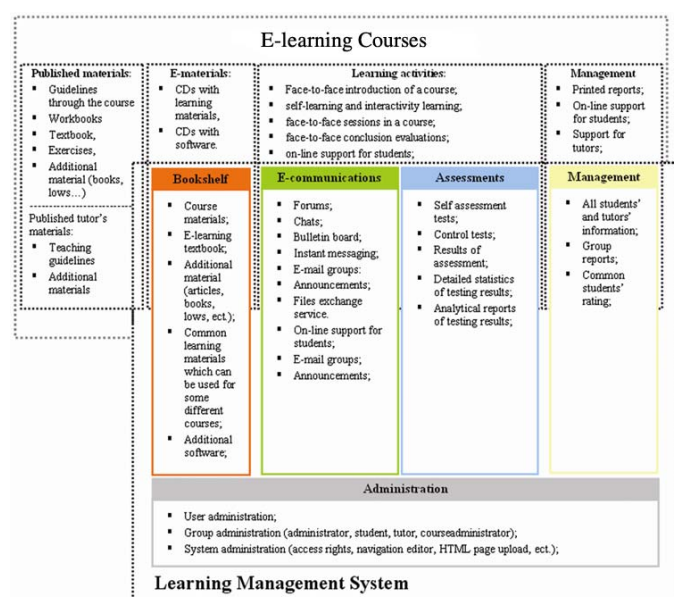 E-learning Courses
Published materials:
Guidelines
through the course
Workbooks
Textbook,
Exercises,
Additional
material (books,
lows...)
Published tutor's
materials:
Teaching
guidelines
Additional
materials
E-materials:
CDs with
learning
materials,
CDs with
software.
Learning activities:
Face-to-face introduction of a course;
self-learning and interactivity learning;
face-to-face sessions in a course;
face-to-face conclusion evaluations;
on-line support for students;
Management
Printed reports;
On-line support
for students;
Support for
tutors;
Bookshelf
Course
materials;
E-learning
textbook;
Additional
material
(articles,
books,
lows, ect.);
Common
learning
materials
which can
be used for
some
different
courses;
Additional
software;
E-communications
Forums;
Chats;
Bulletin board;
Instant messaging;
E-mail groups:
Announcements;
Files exchange
service.
On-line support for
students;
E-mail groups;
Announcements;
Assessments
Self assessment
tests;
Control tests;
Results of
assessment;
Detailed statistics
of testing results;
Analytical reports
of testing results;
Management
All students'
and tutors'
information;
Group
reports;
Common
students'
rating;
Administration
User administration;
Group administration (administrator, student, tutor, courseadministrator);
System administration (access rights, navigation editor, HTML page upload, ect.);
Learning Management System